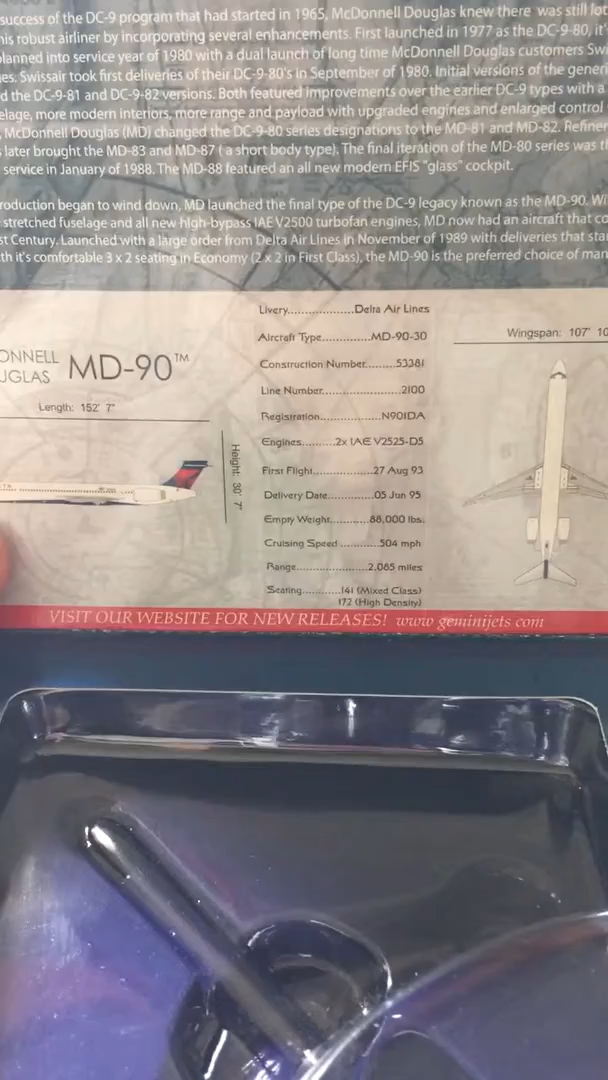 success of the DC-9 program that had started in 1965, McDonnell Douglas knew there was still lot
his robust airliner by incorporating several enhancements. First launched in 1977 as the DC-9-80, it'
planned into service year of 1980 with a dual launch of long time McDonnell Douglas customers Swi
es. Swissair took first deliveries of their DC-9-80's in September of 1980. Initial versions of the generi
d the DC-9-81 and DC-9-82 versions. Both featured improvements over the earlier DC-9 types with a
elage, more modern interiors, more range and payload with upgraded engines and enlarged control
, McDonnell Douglas (MD) changed the DC-9-80 series designations to the MD-81 and MD-82. Refinem
s later brought the MD-83 and MD-87 ( a short body type). The final iteration of the MD-80 series was th
service in January of 1988. The MD-88 featured an all new modern EFIS "glass" cockpit.
roduction began to wind down, MD launched the final type of the DC-9 legacy known as the MD-90. Wi
stretched fuselage and all new high-bypass IAE V2500 turbofan engines, MD now had an aircraft that co
st Century. Launched with a large order from Delta Air Lines in November of 1989 with deliveries that star
th it's comfortable 3 x 2 seating in Economy (2 x 2 in First Class), the MD-90 is the preferred choice of man
ONNELL
UGLAS MD-90™
Length: 152' 7"
Height: 30' 7"
Livery....................Delta Air Lines
Aircraft Type...............MD-90-30
Construction Number.........53381
Line Number........................2100
Registration...................N901DA
Engines..........2x IAE V2525-D5
First Flight..................27 Aug 93
Delivery Date............05 Jun 95
Empty Weight...........88,000 lbs.
Cruising Speed ............504 mph
Range......................2,085 miles
Seating...........141 (Mixed Class)
172 (High Density)
Wingspan: 107' 10
VISIT OUR WEBSITE FOR NEW RELEASES! www.geminijets.com